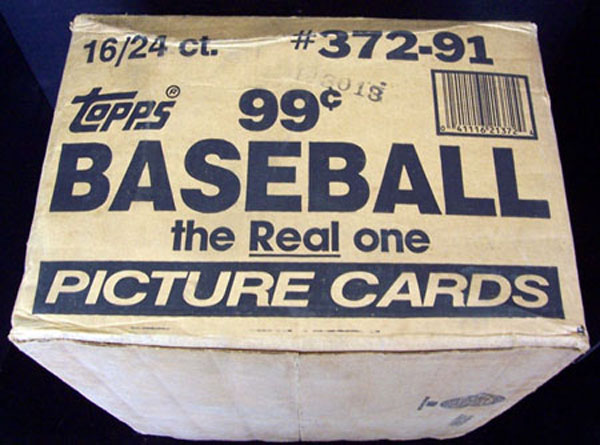 16/24 ct. #372-91
Topps® 99¢
BASEBALL
the Real one
PICTURE CARDS